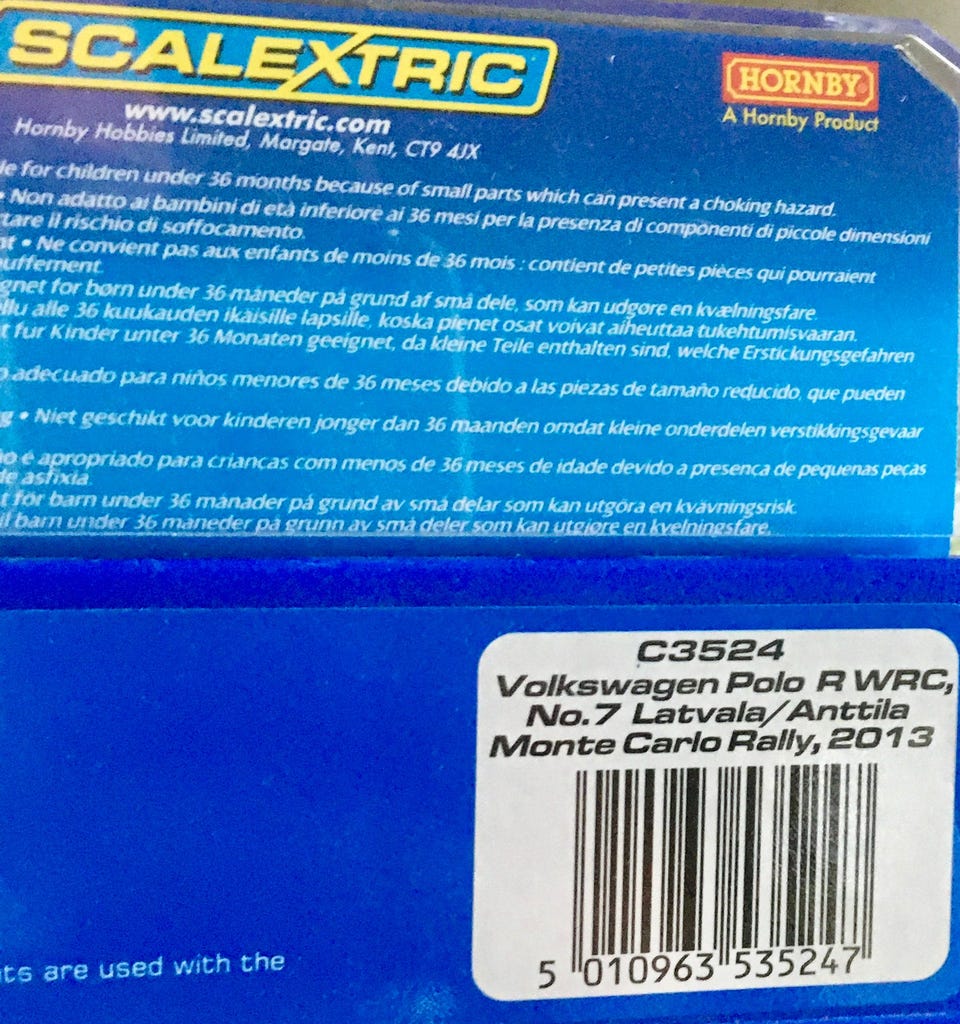 SCALEXTRIC
www.scalextric.com
Hornby Hobbies Limited, Margate, Kent, CT9 4JX
HORNBY
A Hornby Product
for children under 36 months because of small parts which can present a choking hazard.
• Non adatto ai bambini di età inferiore ai 36 mesi per la presenza di componenti di piccole dimensioni
tare il rischio di soffocamento.
nt • Ne convient pas aux enfants de moins de 36 mois : contient de petites pièces qui pourraient
uffement.
gnet for børn under 36 måneder på grund af små dele, som kan udgøre en kvælningsfare.
llu alle 36 kuukauden ikäisille lapsille, koska pienet osat voivat aiheuttaa tukehtumisvaaran.
t für Kinder unter 36 Monaten geeignet, da kleine Teile enthalten sind, welche Erstickungsgefahren
adecuado para niños menores de 36 meses debido a las piezas de tamaño reducido, que pueden
g • Niet geschikt voor kinderen jonger dan 36 maanden omdat kleine onderdelen verstikkingsgevaar
ão é apropriado para crianças com menos de 36 meses de idade devido a presença de pequenas peças
de asfixia.
t för barn under 36 månader på grund av små delar som kan utgöra en kvävningsrisk.
il barn under 36 måneder på grunn av små deler som kan utgjøre en kvelningsfare.
C3524
Volkswagen Polo R WRC,
No.7 Latvala/Anttila
Monte Carlo Rally, 2013
5 010963 535247
ts are used with the